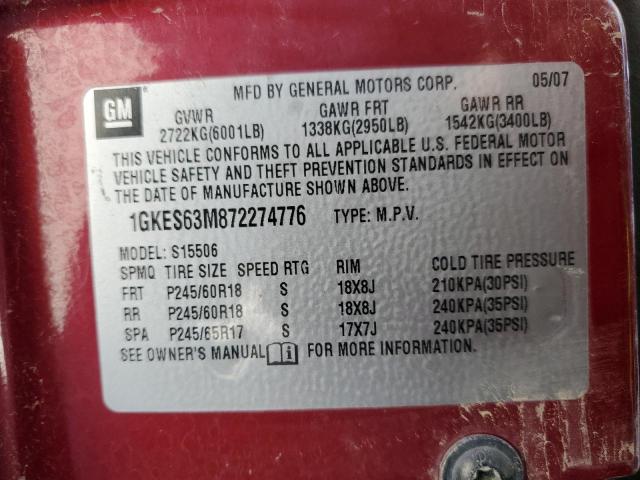 GM
MFD BY GENERAL MOTORS CORP. 05/07
GVWR GAWR FRT GAWR RR
2722KG(6001LB) 1338KG(2950LB) 1542KG(3400LB)
THIS VEHICLE CONFORMS TO ALL APPLICABLE U.S. FEDERAL MOTOR
VEHICLE SAFETY AND THEFT PREVENTION STANDARDS IN EFFECT ON
THE DATE OF MANUFACTURE SHOWN ABOVE.
1GKES63M872274776 TYPE: M.P.V.
MODEL: S15506
SPMQ TIRE SIZE SPEED RTG RIM COLD TIRE PRESSURE
FRT P245/60R18 S 18X8J 210KPA(30PSI)
RR P245/60R18 S 18X8J 240KPA(35PSI)
SPA P245/65R17 S 17X7J 240KPA(35PSI)
SEE OWNER'S MANUAL i FOR MORE INFORMATION.